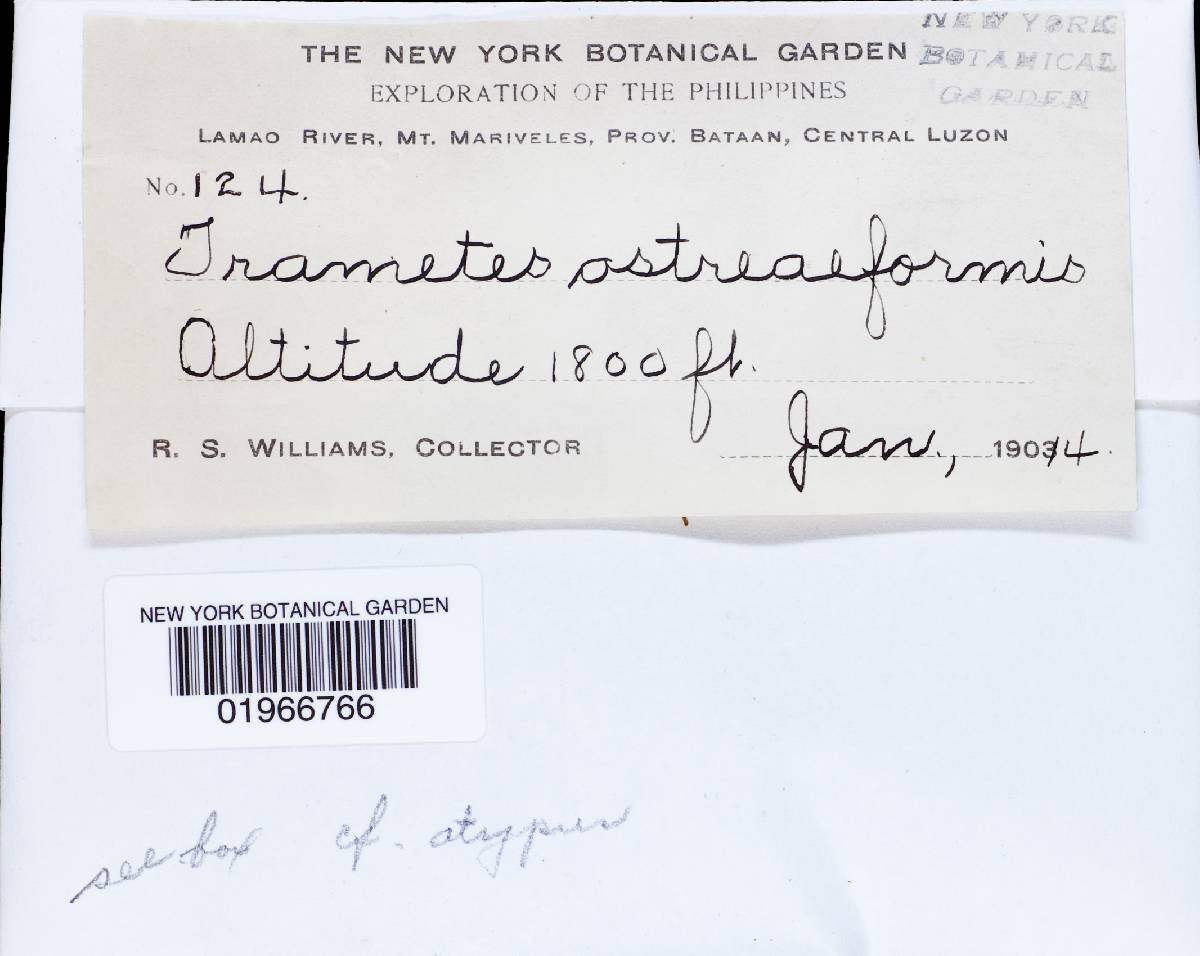 NEW YORK
BOTANICAL
GARDEN
THE NEW YORK BOTANICAL GARDEN
EXPLORATION OF THE PHILIPPINES
LAMAO RIVER, MT. MARIVELES, PROV. BATAAN, CENTRAL LUZON
No. 124.
Trametes ostreaeformis
Altitude 1800 ft.
R. S. WILLIAMS, COLLECTOR Jan., 1904.
NEW YORK BOTANICAL GARDEN
01966766
see box cf. atypus